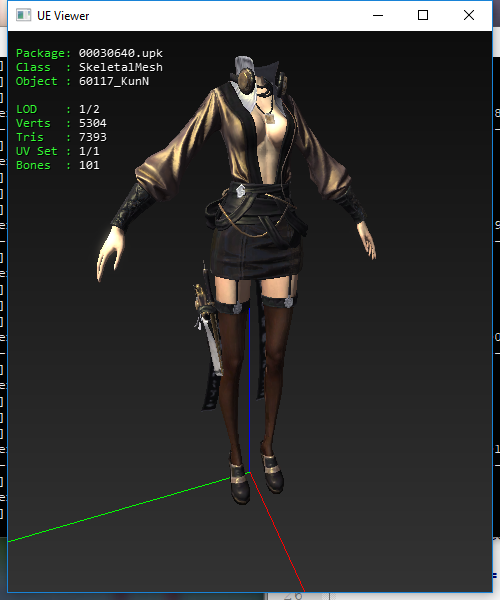 UE Viewer
Package: 00030640.upk
Class  : SkeletalMesh
Object : 60117_KunN
LOD    : 1/2
Verts  : 5304
Tris   : 7393
UV Set : 1/1
Bones  : 101